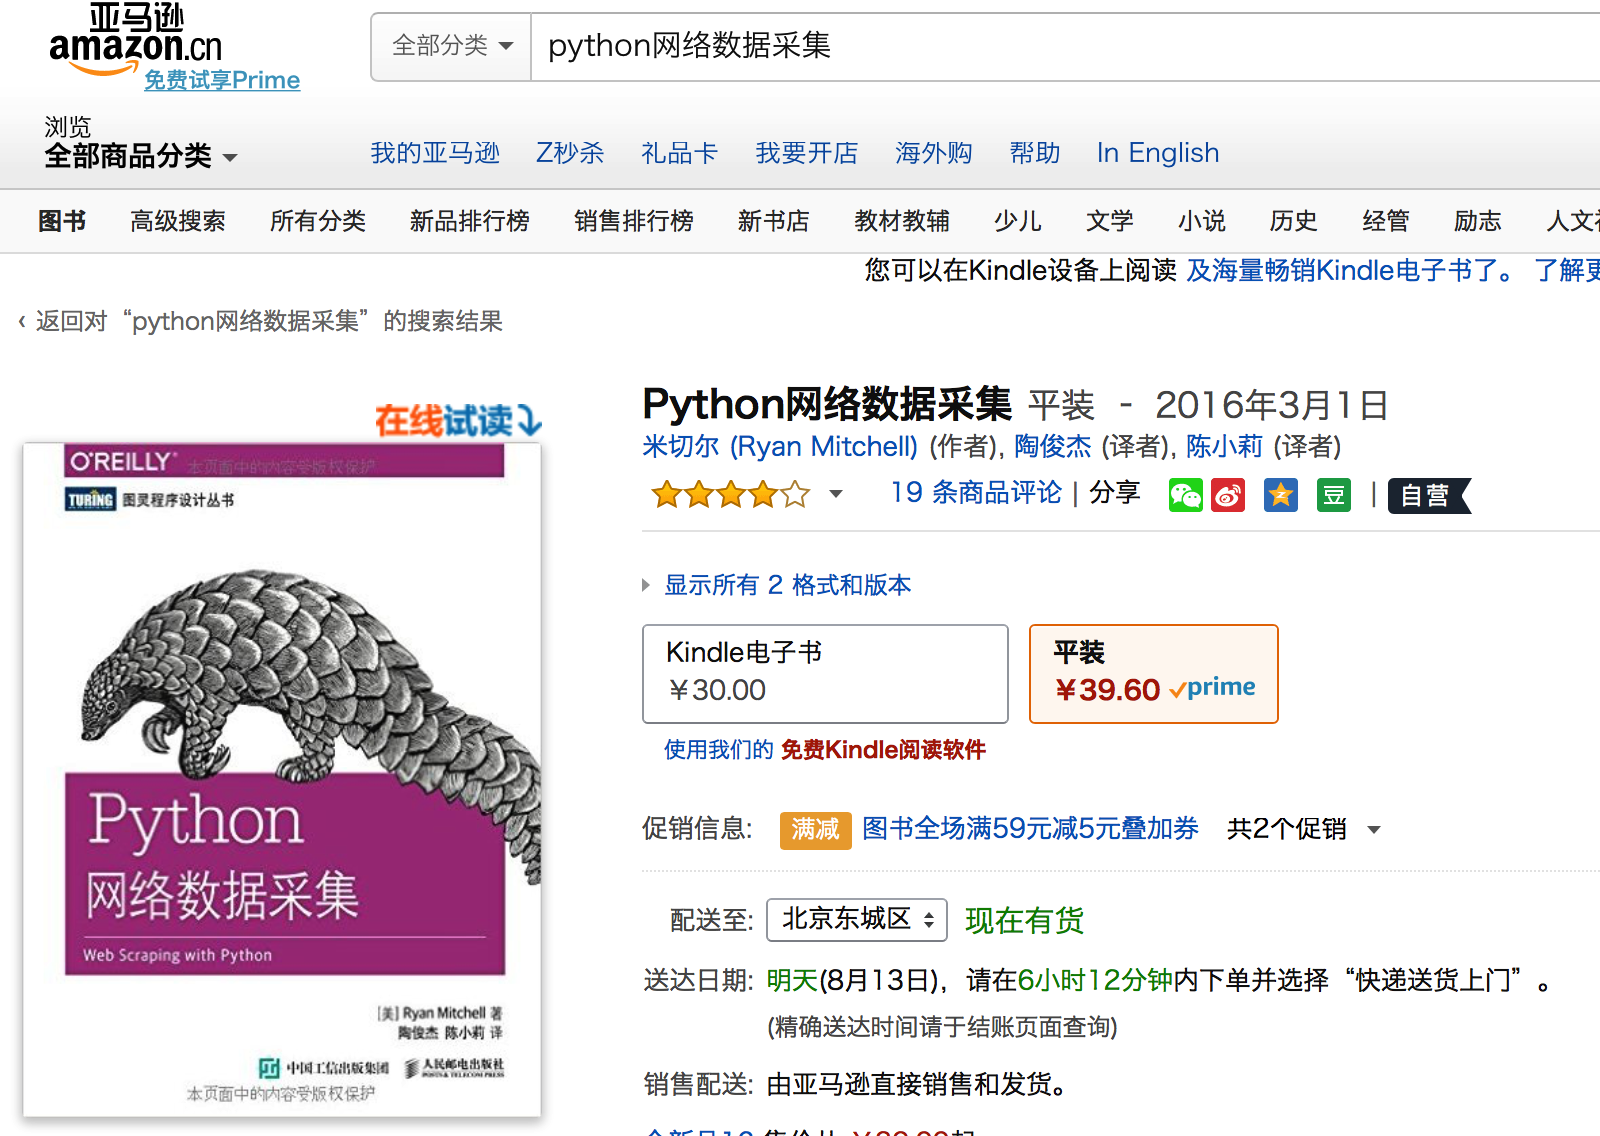 亚马逊
amazon.cn
免费试享Prime
全部分类
python网络数据采集
浏览
全部商品分类
我的亚马逊 Z秒杀 礼品卡 我要开店 海外购 帮助 In English
图书 高级搜索 所有分类 新品排行榜 销售排行榜 新书店 教材教辅 少儿 文学 小说 历史 经管 励志 人文
您可以在Kindle设备上阅读 及海量畅销Kindle电子书了。 了解
‹ 返回对“python网络数据采集”的搜索结果
在线试读
O'REILLY®
本页面中的内容受版权保护
TURING 图灵程序设计丛书
Python
网络数据采集
Web Scraping with Python
[美] Ryan Mitchell 著
陶俊杰 陈小莉 译
中国工信出版集团 人民邮电出版社
POSTS & TELECOM PRESS
本页面中的内容受版权保护
Python网络数据采集 平装 - 2016年3月1日
米切尔 (Ryan Mitchell) (作者), 陶俊杰 (译者), 陈小莉 (译者)
19 条商品评论 | 分享 豆 | 自营
显示所有 2 格式和版本
Kindle电子书
￥30.00
平装
￥39.60 prime
使用我们的 免费Kindle阅读软件
促销信息: 满减 图书全场满59元减5元叠加券 共2个促销
配送至: 北京东城区 现在有货
送达日期: 明天(8月13日)，请在6小时12分钟内下单并选择“快递送货上门”。
(精确送达时间请于结账页面查询)
销售配送: 由亚马逊直接销售和发货。